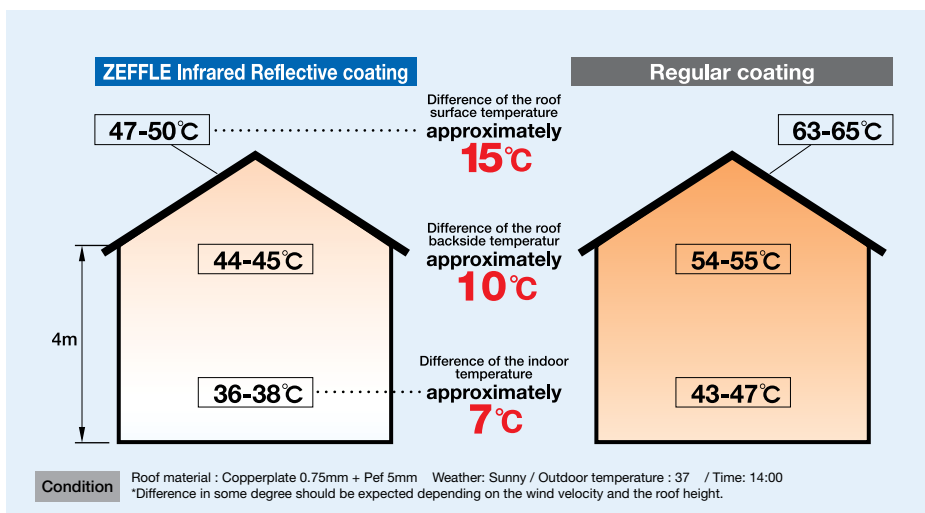 ZEFFLE Infrared Reflective coating
Regular coating
47-50℃
Difference of the roof
surface temperature
approximately
15℃
63-65℃
44-45℃
Difference of the roof
backside temperatur
approximately
10℃
54-55℃
4m
36-38℃
Difference of the indoor
temperature
approximately
7℃
43-47℃
Condition
Roof material : Copperplate 0.75mm + Pef 5mm Weather: Sunny / Outdoor temperature : 37 / Time: 14:00
*Difference in some degree should be expected depending on the wind velocity and the roof height.